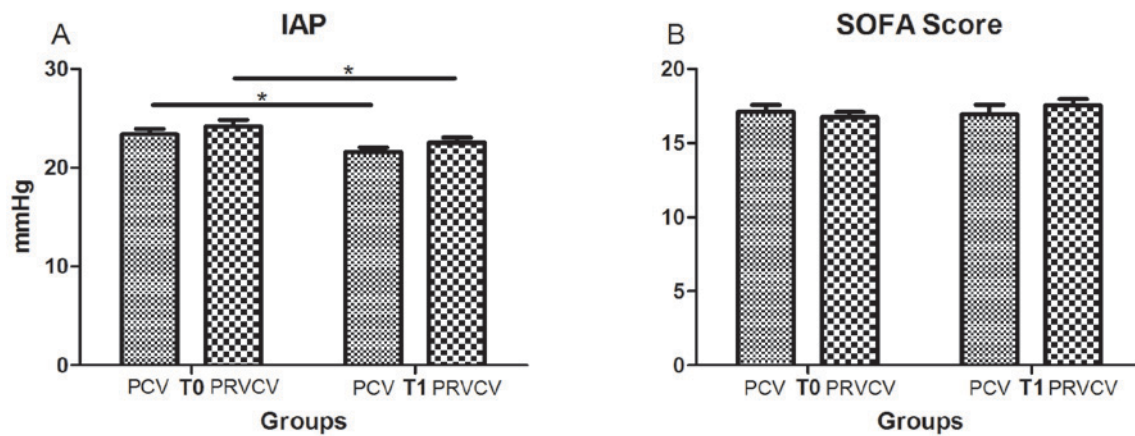 A
IAP
mmHg
30
20
10
0
*
*
PCV T0 PRVCV
PCV T1 PRVCV
Groups
B
SOFA Score
20
15
10
5
0
PCV T0 PRVCV
PCV T1 PRVCV
Groups